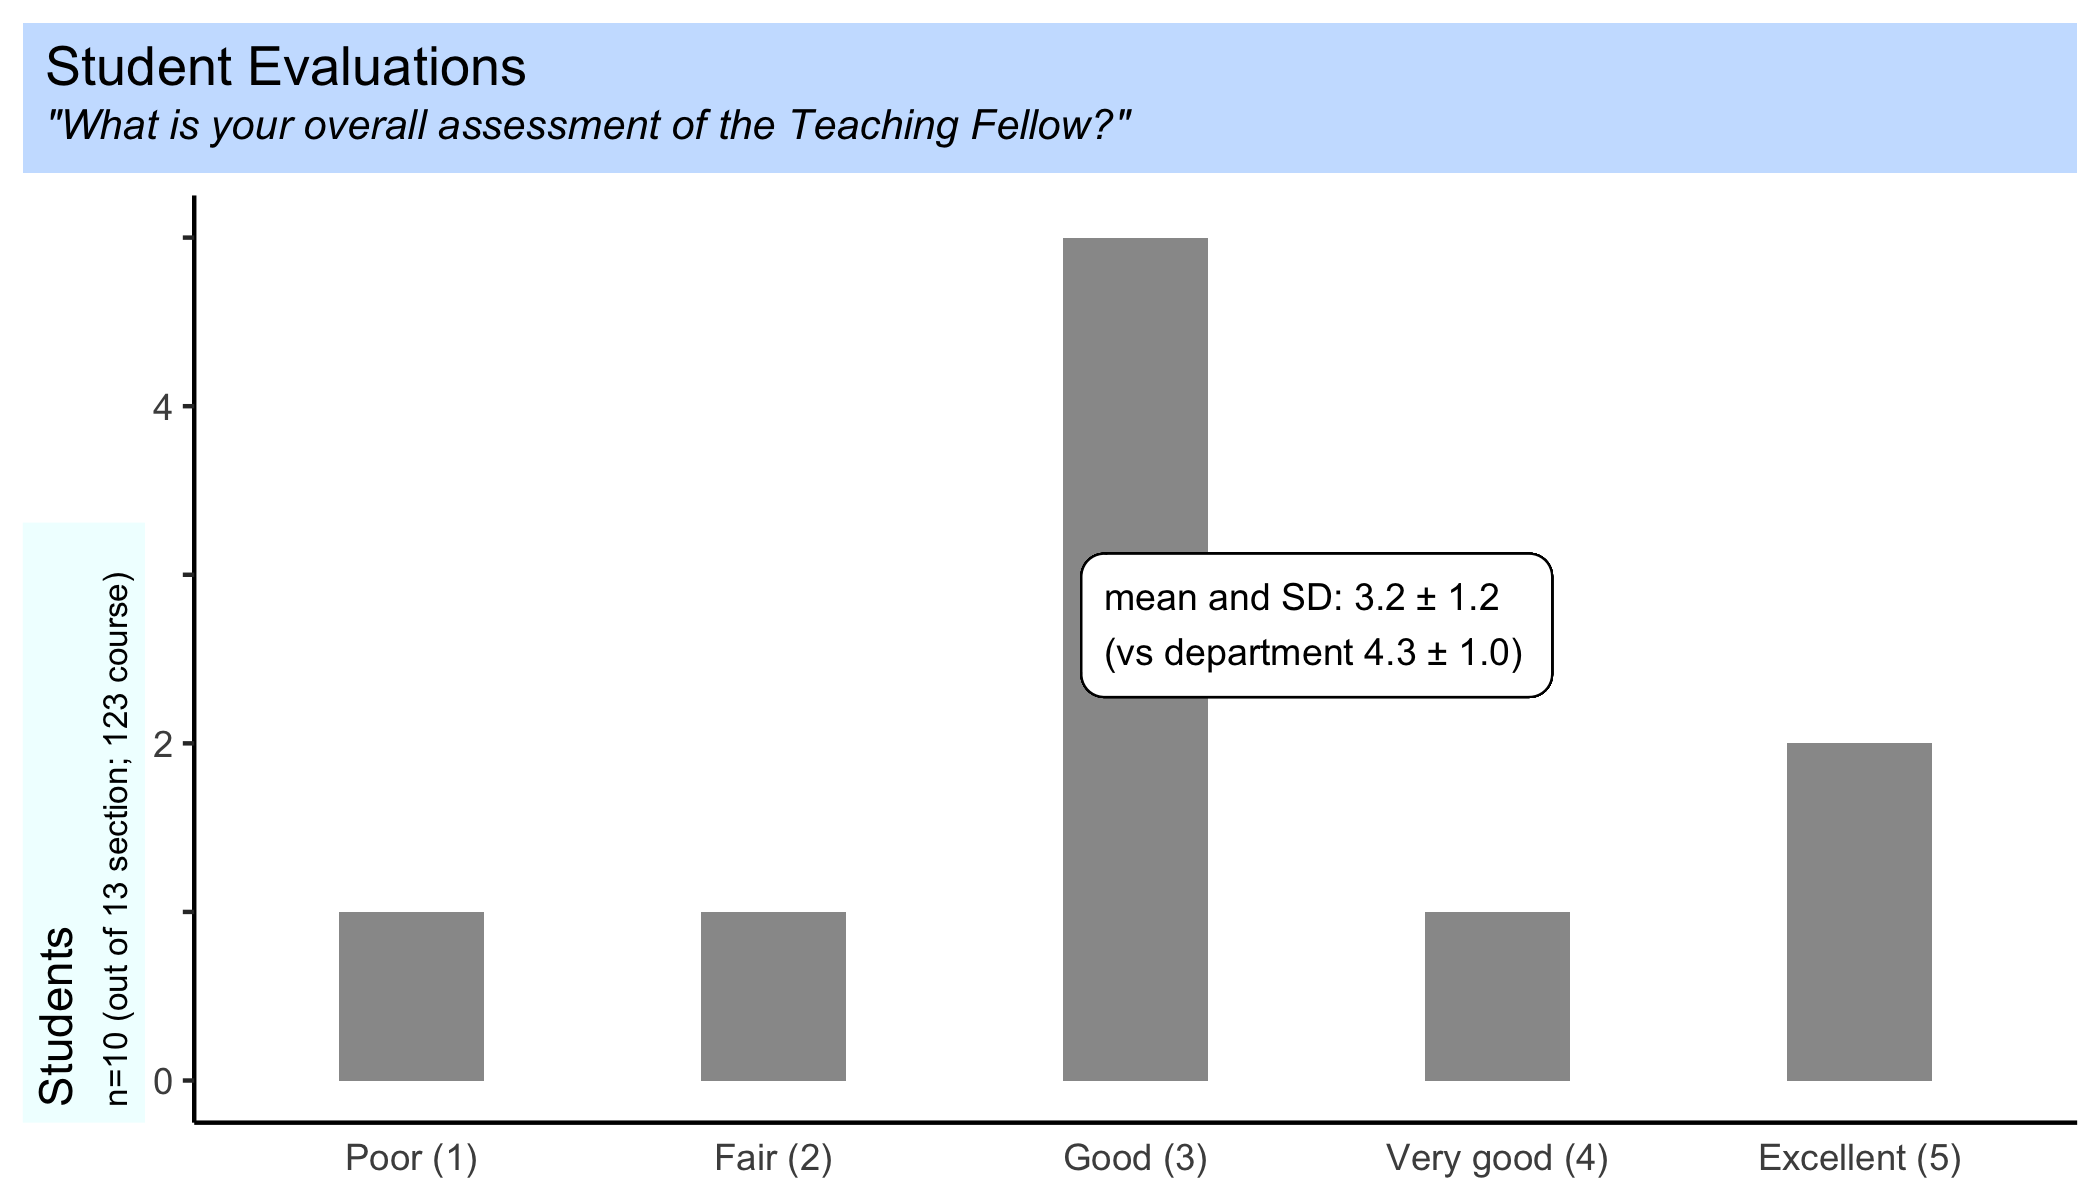 Student Evaluations
"What is your overall assessment of the Teaching Fellow?"
Students
n=10 (out of 13 section; 123 course)
4
2
0
mean and SD: 3.2 ± 1.2
(vs department 4.3 ± 1.0)
Poor (1)
Fair (2)
Good (3)
Very good (4)
Excellent (5)